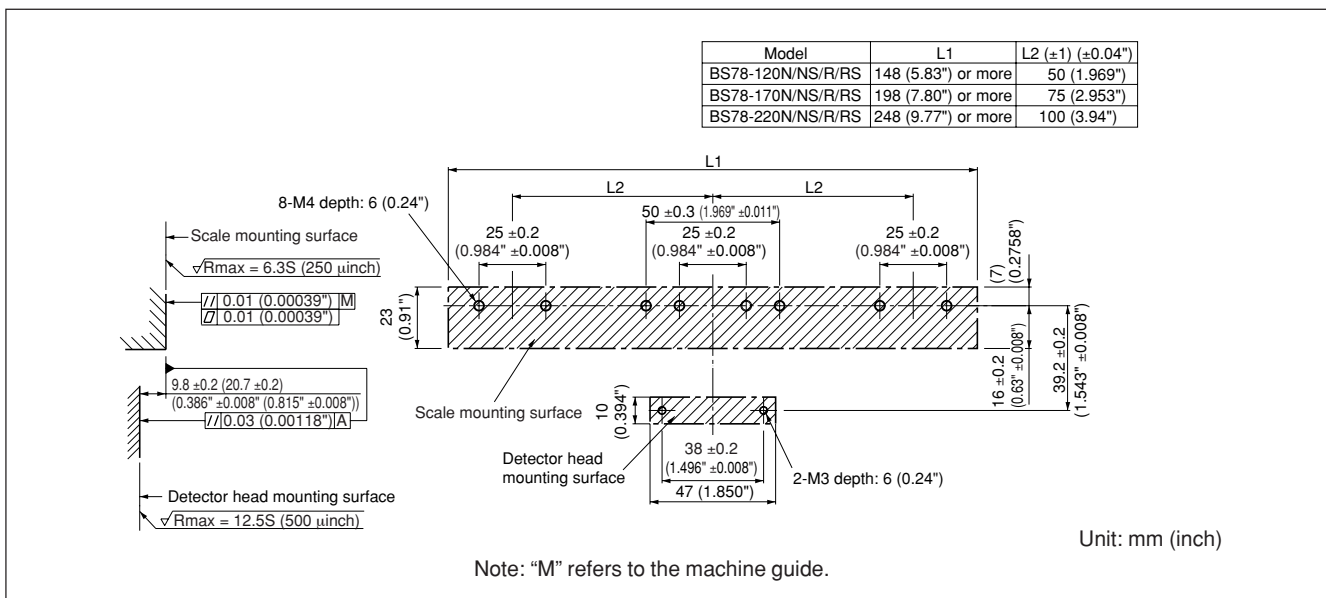 Model L1 L2 (±1) (±0.04")
BS78-120N/NS/R/RS 148 (5.83") or more 50 (1.969")
BS78-170N/NS/R/RS 198 (7.80") or more 75 (2.953")
BS78-220N/NS/R/RS 248 (9.77") or more 100 (3.94")
L1
L2 L2
8-M4 depth: 6 (0.24")
50 ±0.3 (1.969" ±0.011")
25 ±0.2
(0.984" ±0.008")
25 ±0.2
(0.984" ±0.008")
25 ±0.2
(0.984" ±0.008")
(7)
(0.2758")
Scale mounting surface
Rmax = 6.3S (250 µinch)
// 0.01 (0.00039") M
0.01 (0.00039")
23
(0.91")
16 ±0.2
(0.63" ±0.008")
39.2 ±0.2
(1.543" ±0.008")
9.8 ±0.2 (20.7 ±0.2)
(0.386" ±0.008" (0.815" ±0.008"))
// 0.03 (0.00118") A
Scale mounting surface
10
(0.394")
Detector head
mounting surface
38 ±0.2
(1.496" ±0.008")
47 (1.850")
2-M3 depth: 6 (0.24")
Detector head mounting surface
Rmax = 12.5S (500 µinch)
Unit: mm (inch)
Note: “M” refers to the machine guide.